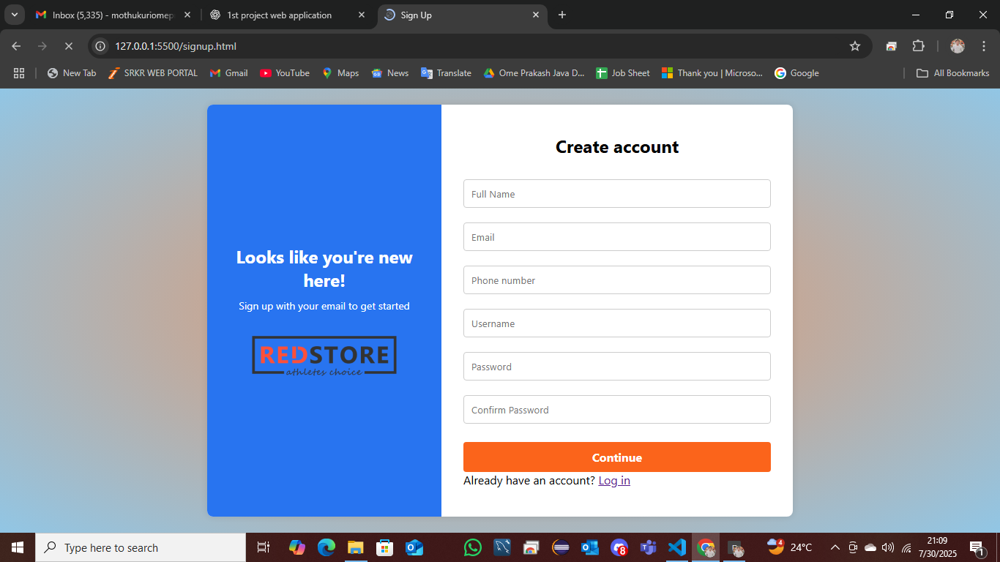 Inbox (5,335) - mothukuriomepr
1st project web application
Sign Up
127.0.0.1:5500/signup.html
New Tab
SRKR WEB PORTAL
Gmail
YouTube
Maps
News
Translate
Ome Prakash Java D...
Job Sheet
Thank you | Microso...
Google
All Bookmarks
Looks like you're new
here!
Sign up with your email to get started
REDSTORE
athletes choice
Create account
Full Name
Email
Phone number
Username
Password
Confirm Password
Continue
Already have an account? Log in
Type here to search
8
4
24°C
21:09
7/30/2025
1